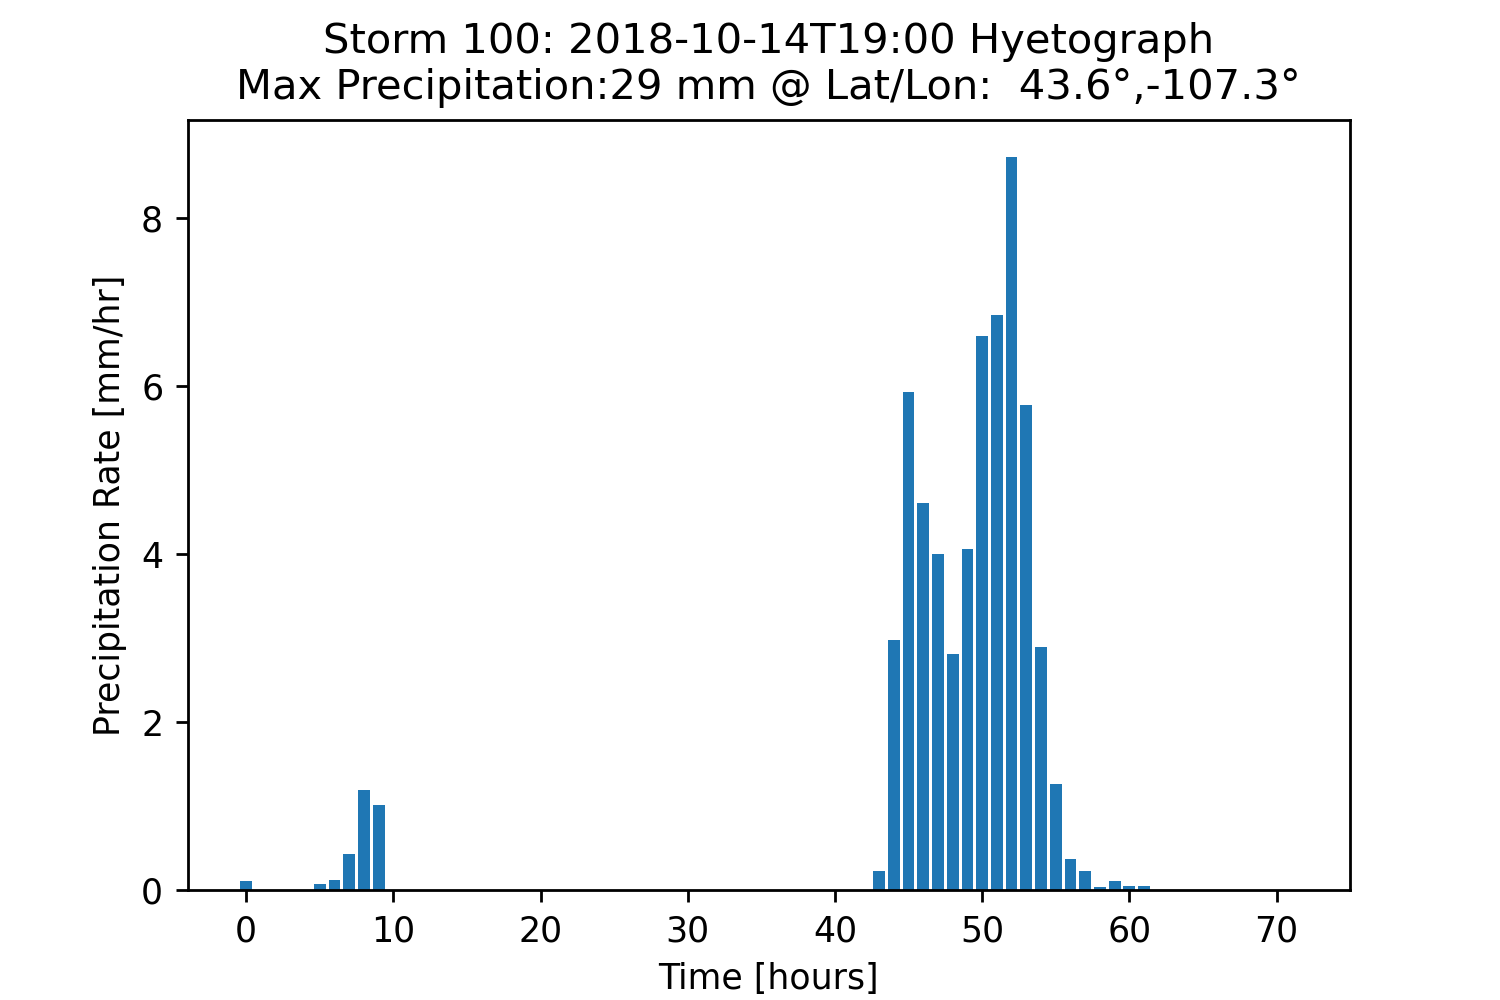 Storm 100: 2018-10-14T19:00 Hyetograph
Max Precipitation:29 mm @ Lat/Lon:  43.6°,-107.3°
8
6
4
2
0
Precipitation Rate [mm/hr]
0 10 20 30 40 50 60 70
Time [hours]